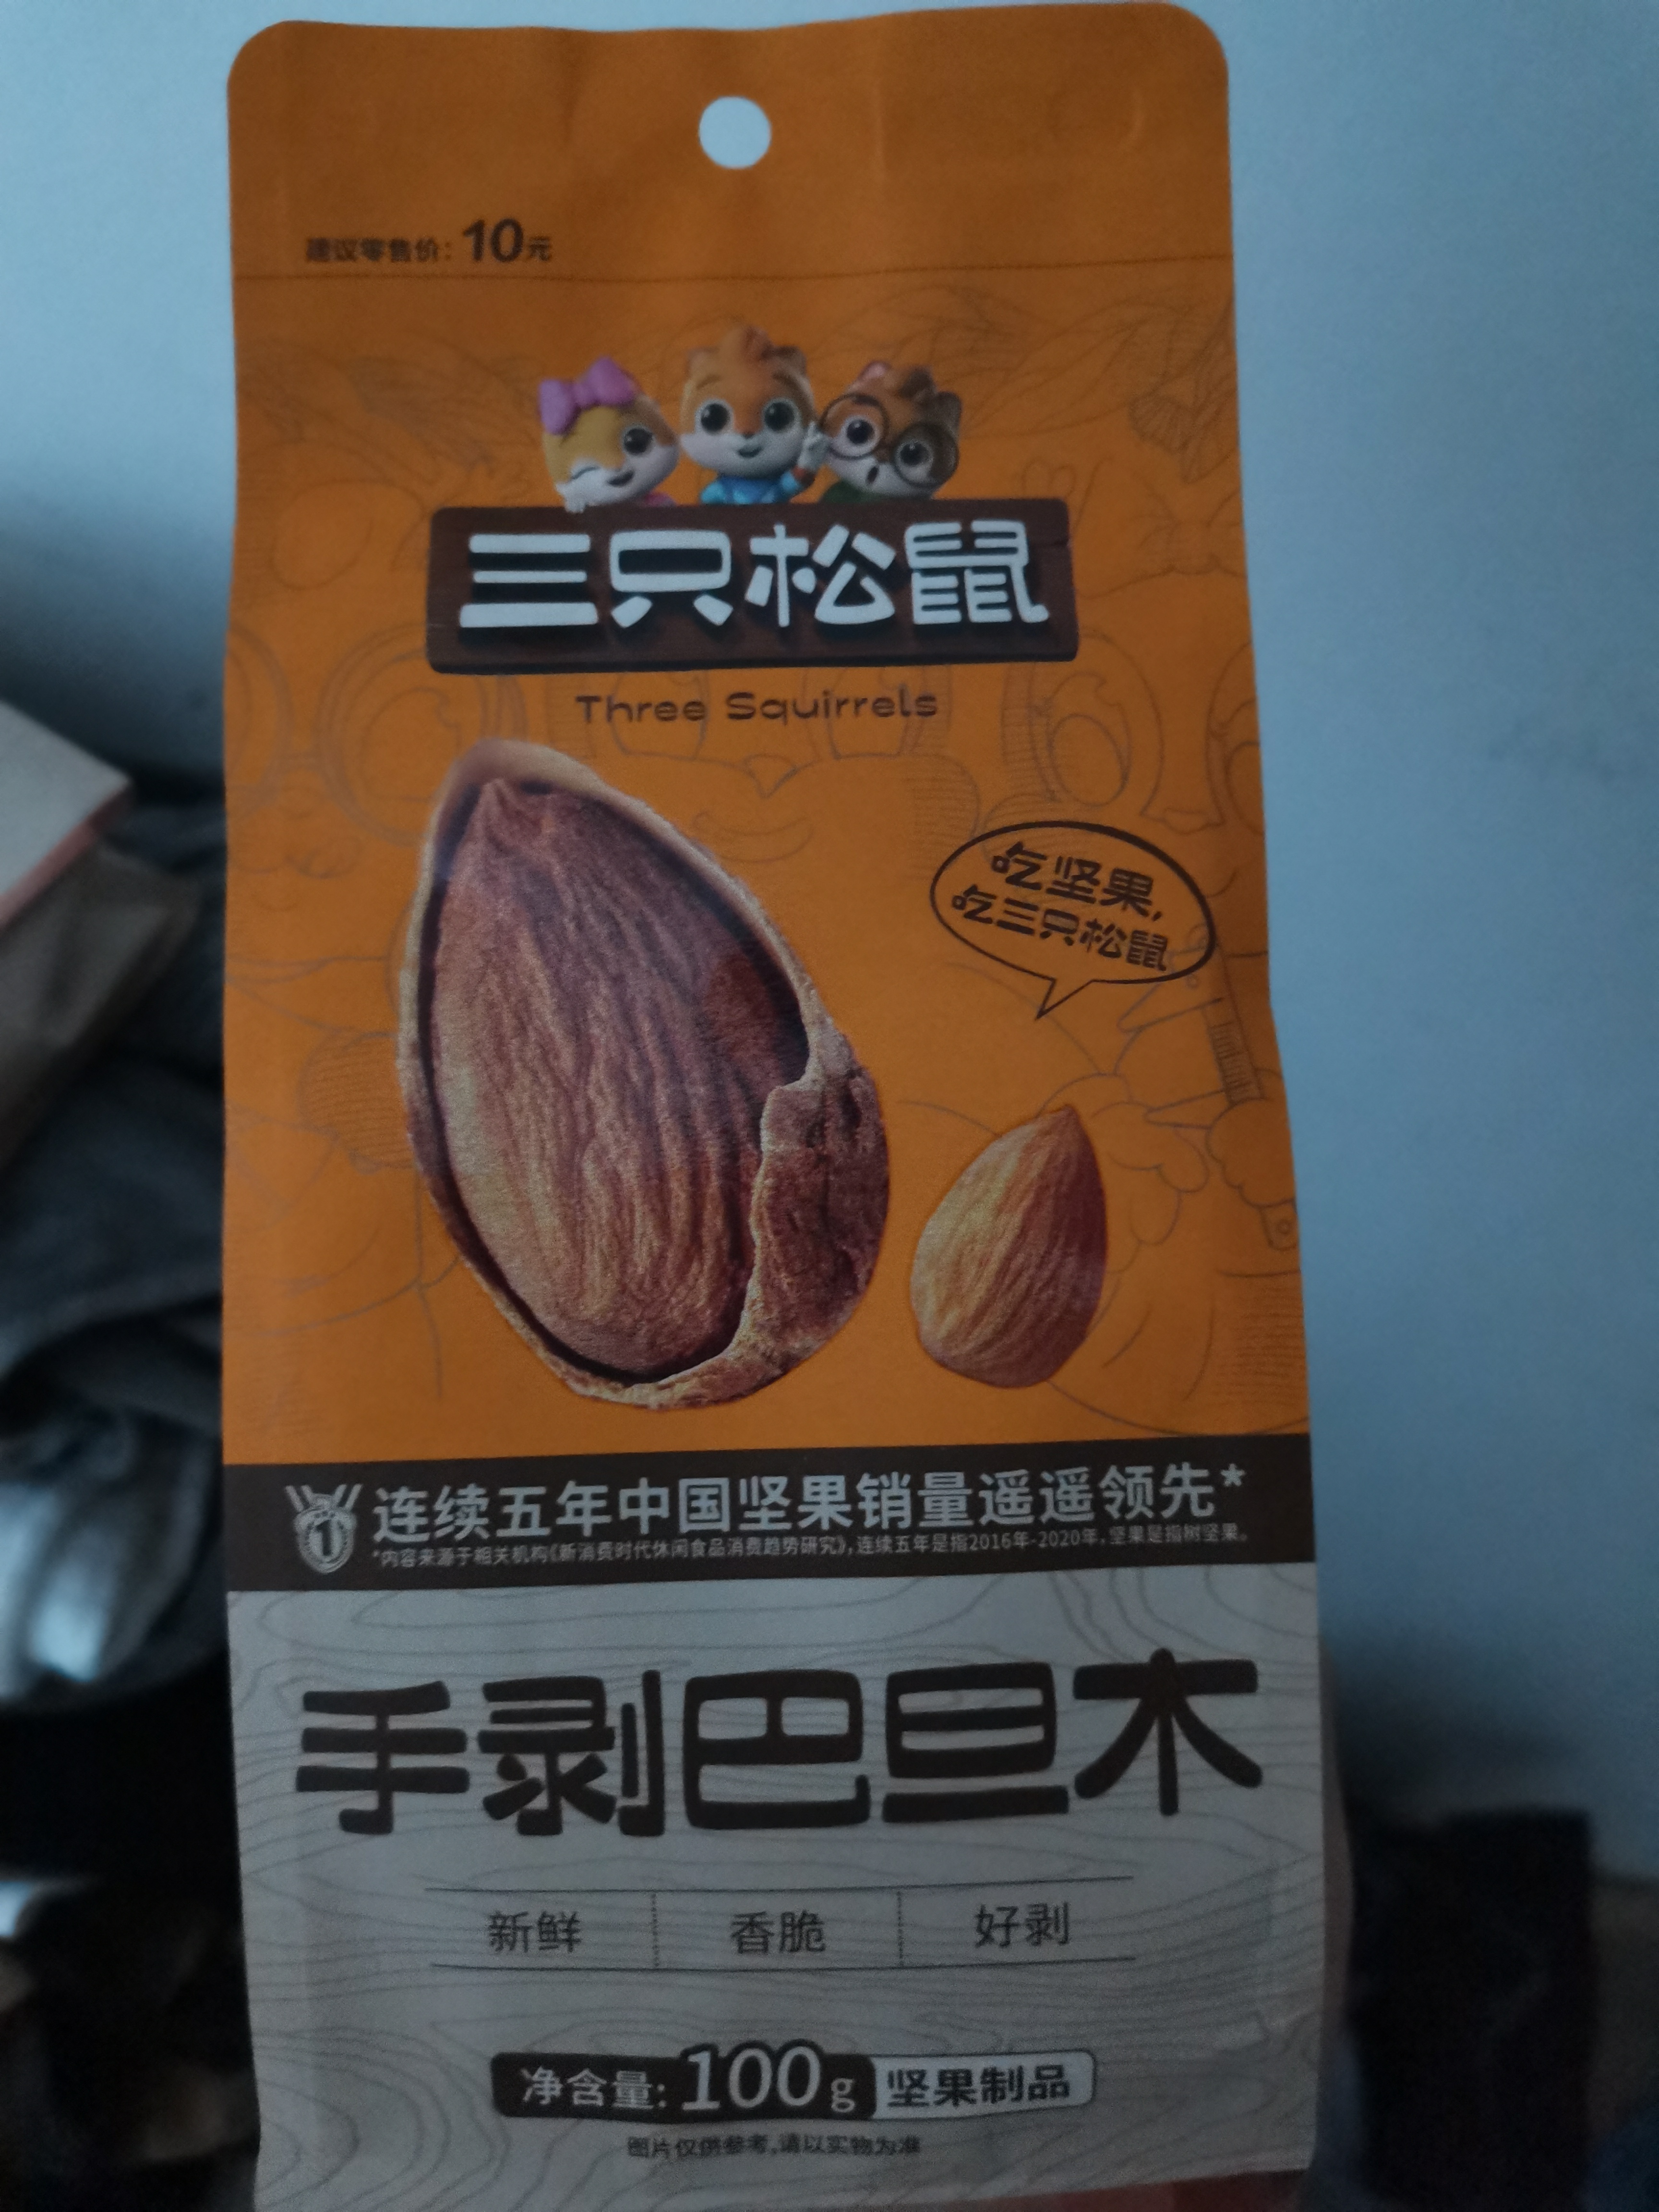 建议零售价：10元
三只松鼠
Three Squirrels
吃坚果，
吃三只松鼠
1
连续五年中国坚果销量遥遥领先*
*内容来源于相关机构《新消费时代休闲食品消费趋势研究》，连续五年是指2016年-2020年，坚果是指树坚果。
手剥巴旦木
新鲜 香脆 好剥
净含量：100g 坚果制品
图片仅供参考，请以实物为准